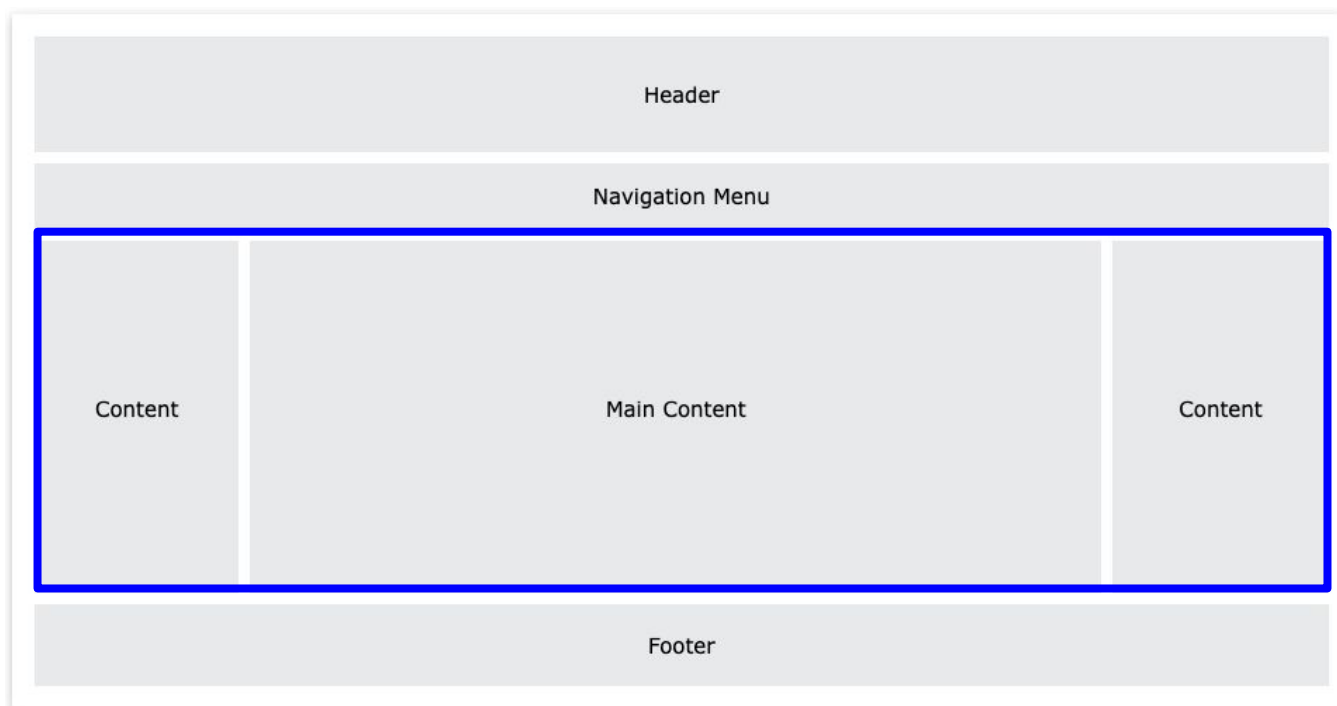 Header
Navigation Menu
Content
Main Content
Content
Footer